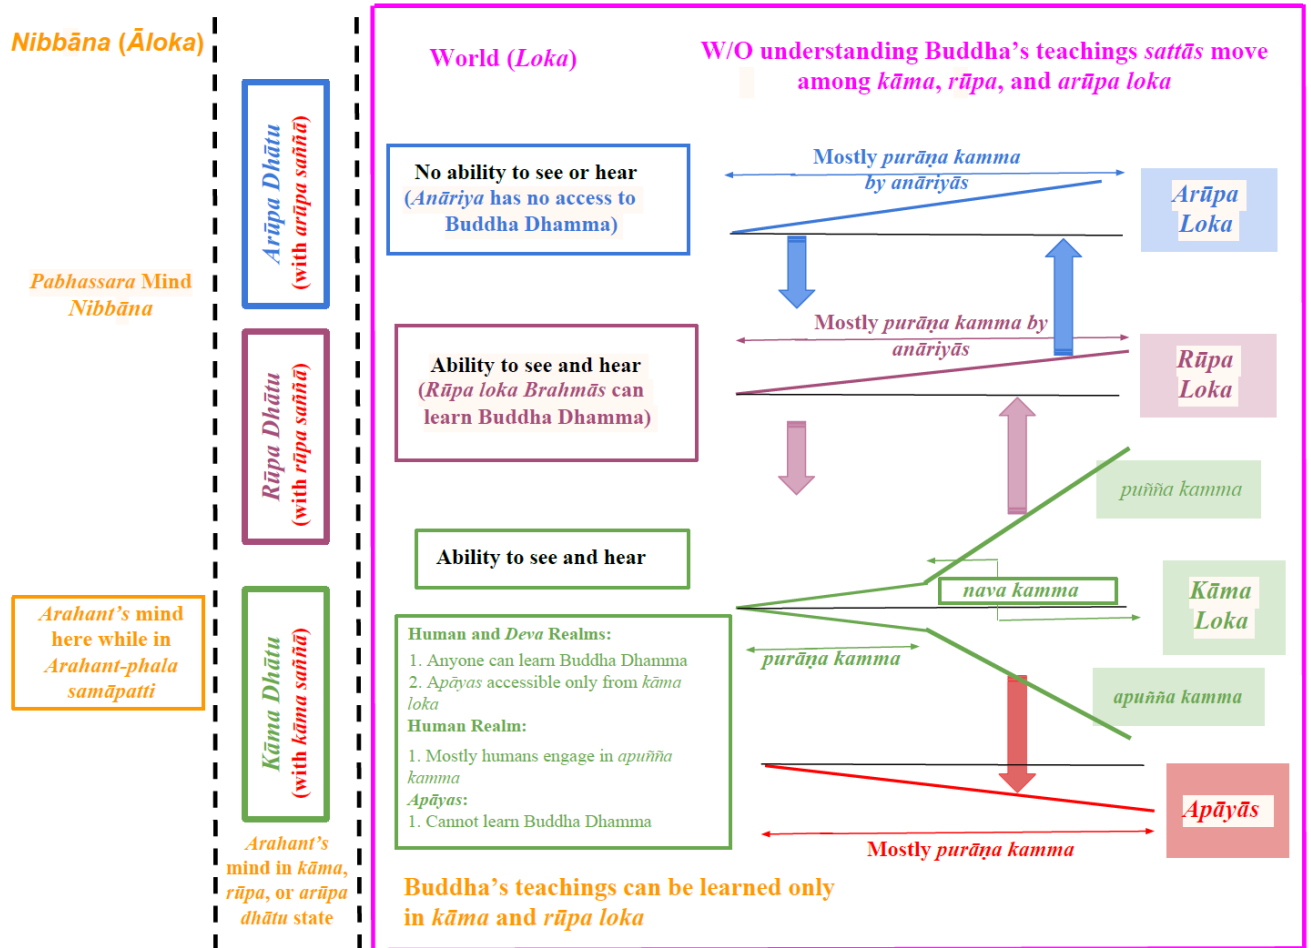 Nibbāna (Āloka)
Pabhassara Mind
Nibbāna
Arahant's mind
here while in
Arahant-phala
samāpatti
Arūpa Dhātu
(with arūpa saññā)
Rūpa Dhātu
(with rūpa saññā)
Kāma Dhātu
(with kāma saññā)
Arahant's
mind in kāma,
rūpa, or arūpa
dhātu state
World (Loka)
W/O understanding Buddha's teachings sattās move
among kāma, rūpa, and arūpa loka
No ability to see or hear
(Anāriya has no access to
Buddha Dhamma)
Mostly purāṇa kamma
by anāriyās
Arūpa
Loka
Ability to see and hear
(Rūpa loka Brahmās can
learn Buddha Dhamma)
Mostly purāṇa kamma by
anāriyās
Rūpa
Loka
Ability to see and hear
Human and Deva Realms:
1. Anyone can learn Buddha Dhamma
2. Apāyas accessible only from kāma
loka
Human Realm:
1. Mostly humans engage in apuñña
kamma
Apāyas:
1. Cannot learn Buddha Dhamma
puñña kamma
nava kamma
purāṇa kamma
Kāma
Loka
apuñña kamma
Apāyās
Mostly purāṇa kamma
Buddha's teachings can be learned only
in kāma and rūpa loka